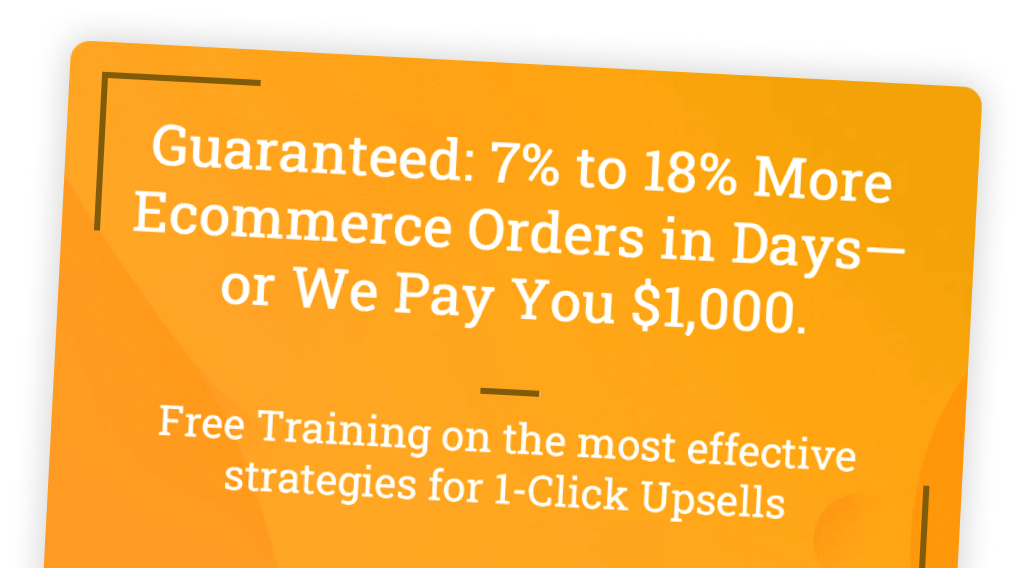 Guaranteed: 7% to 18% More
Ecommerce Orders in Days—
or We Pay You $1,000.
Free Training on the most effective
strategies for 1-Click Upsells